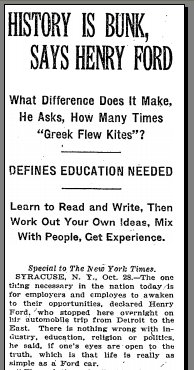 HISTORY IS BUNK,
SAYS HENRY FORD
What Difference Does It Make,
He Asks, How Many Times
"Greek Flew Kites"?
DEFINES EDUCATION NEEDED
Learn to Read and Write, Then
Work Out Your Own Ideas, Mix
With People, Get Experience.
Special to The New York Times.
SYRACUSE, N. Y., Oct. 28.—The one
thing necessary in the nation today is
for employers and employes to awaken
to their opportunities, declared Henry
Ford, who stopped here overnight on
his automobile trip from Detroit to the
East. There is nothing wrong with in-
dustry, education, religion or politics,
he said, if one's eyes are open to the
truth, which is that life is really as
simple as a Ford car.